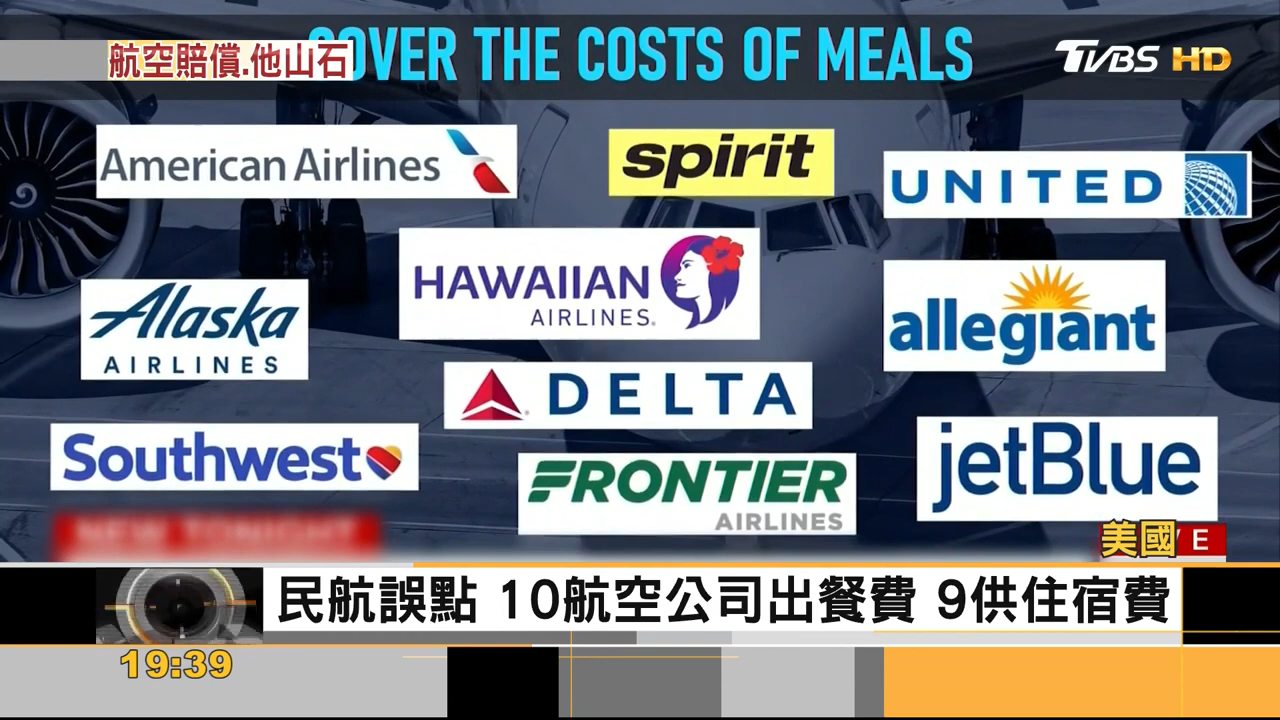 COVER THE COSTS OF MEALS
航空賠償.他山石
TVBS HD
American Airlines
spirit
UNITED
HAWAIIAN
AIRLINES
Alaska
AIRLINES
allegiant
DELTA
Southwest
jetBlue
FRONTIER
AIRLINES
NEW TONIGHT
美國
民航誤點 10航空公司出餐費 9供住宿費
19:39